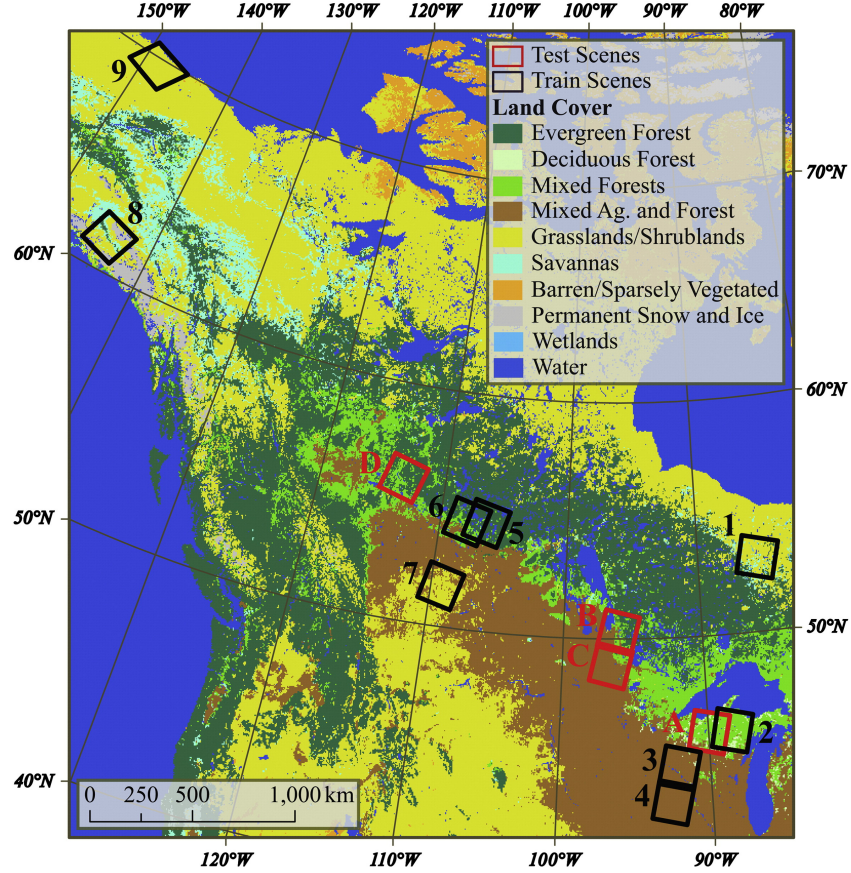 150°W 140°W 130°W 120°W 110°W 100°W 90°W 80°W
Test Scenes
Train Scenes
Land Cover
Evergreen Forest
Deciduous Forest
Mixed Forests
Mixed Ag. and Forest
Grasslands/Shrublands
Savannas
Barren/Sparsely Vegetated
Permanent Snow and Ice
Wetlands
Water
9
70°N
8
60°N
60°N
D
6
5
50°N
1
7
B
50°N
C
A
2
3
4
40°N
0 250 500 1,000 km
120°W 110°W 100°W 90°W